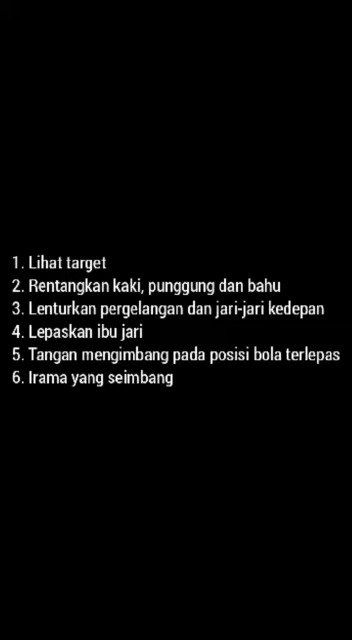 1. Lihat target
2. Rentangkan kaki, punggung dan bahu
3. Lenturkan pergelangan dan jari-jari kedepan
4. Lepaskan ibu jari
5. Tangan mengimbang pada posisi bola terlepas
6. Irama yang seimbang